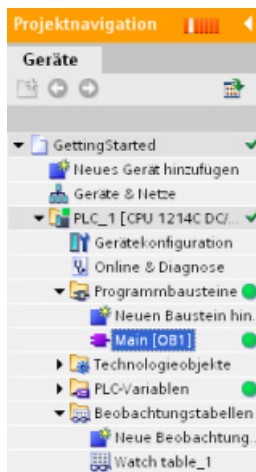 Projektnavigation
Geräte
GettingStarted
Neues Gerät hinzufügen
Geräte & Netze
PLC_1 [CPU 1214C DC/...
Gerätekonfiguration
Online & Diagnose
Programmbausteine
Neuen Baustein hin.
Main [OB1]
Technologieobjekte
PLC-Variablen
Beobachtungstabellen
Neue Beobachtung..
Watch table_1